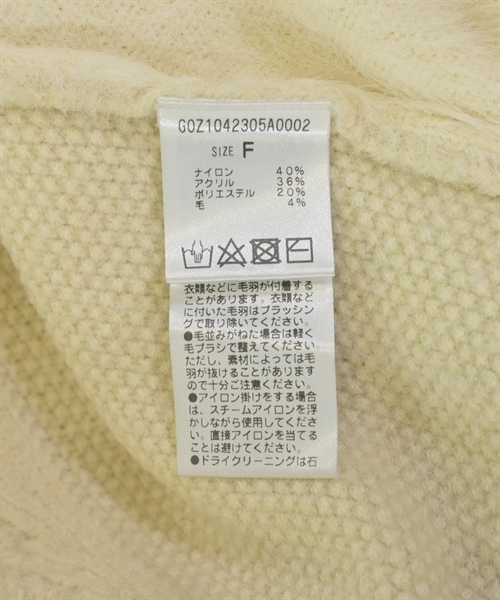 G0Z1042305A0002
SIZE F
ナイロン 40%
アクリル 36%
ポリエステル 20%
毛 4%
衣類などに毛羽が付着する
ことがあります。衣類など
に付いた毛羽はブラッシン
グで取り除いてください。
●毛並みがねた場合は軽く
毛ブラシで整えてください。
ただし、素材によっては毛
羽が抜けることがあります
ので十分ご注意ください。
●アイロン掛けをする場合
は、スチームアイロンを浮
かしながら使用してくださ
い。直接アイロンを当てる
ことは避けてください。
●ドライクリーニングは石